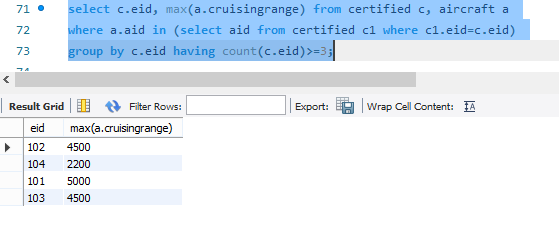 71 select c.eid, max(a.cruisingrange) from certified c, aircraft a
72 where a.aid in (select aid from certified c1 where c1.eid=c.eid)
73 group by c.eid having count(c.eid)>=3;
Result Grid Filter Rows: Export: Wrap Cell Content: IA
eid max(a.cruisingrange)
102 4500
104 2200
101 5000
103 4500